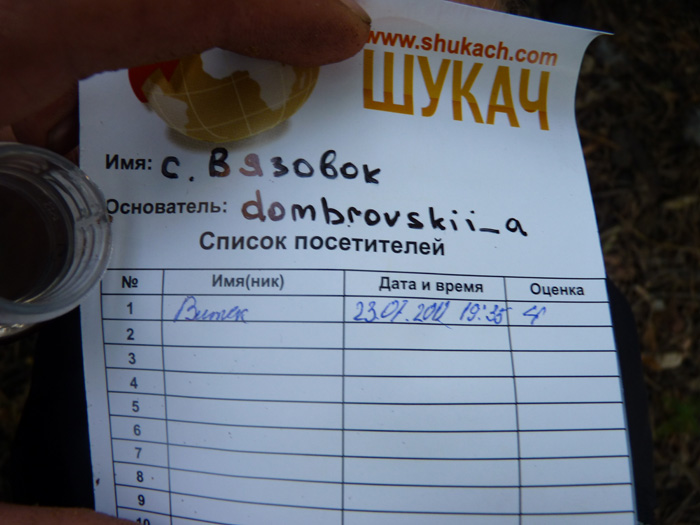 www.shukach.com
ШУКАЧ
Имя: с. Вязовок
Основатель: dombrovskii_a
Список посетителей
№ Имя(ник) Дата и время Оценка
1 Витек 23.07.2012 19:35 4
2
3
4
5
6
7
8
9
10